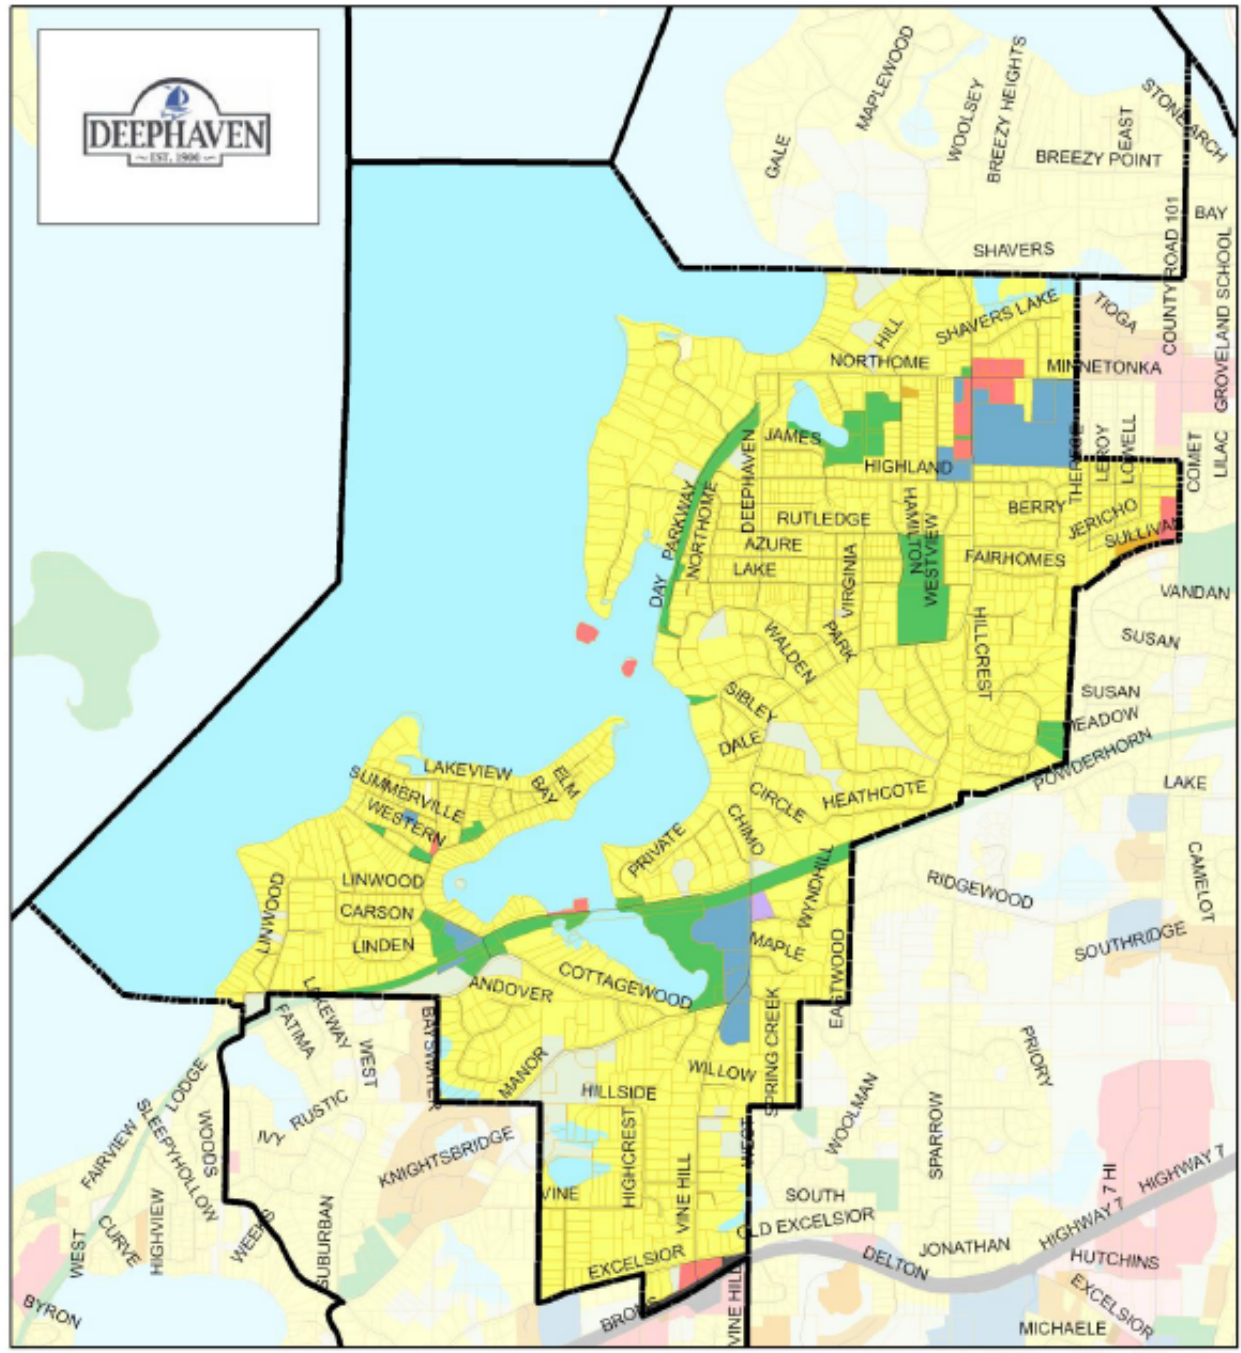 DEEPHAVEN
EST. 1900
MAPLEWOOD
WOOLSEY
BREEZY HEIGHTS
EAST
STONE ARCH
GALE
BREEZY POINT
BAY
SHAVERS
COUNTY ROAD 101
GROVELAND SCHOOL
HILL
SHAVERS LAKE
TIOGA
NORTHOME
MINNETONKA
JAMES
HIGHLAND
DEEPHAVEN
THERESE
LEROY
LOWELL
COMET
LILAC
PARKWAY
NORTHOME
DAY
RUTLEDGE
HAMILTON
WESTVIEW
BERRY
JERICHO
SULLIVAN
AZURE
LAKE
VIRGINIA
FAIRHOMES
VANDAN
WALDEN
PARK
HILLCREST
SUSAN
SIBLEY
SUSAN
MEADOW
DALE
POWDERHORN
LAKEVIEW
ELM
BAY
SUMMERVILLE
WESTERN
CIRCLE
HEATHCOTE
LAKE
PRIVATE
CHIMO
WYNDHILL
CAMELOT
RIDGEWOOD
LINWOOD
LINWOOD
CARSON
LINDEN
MAPLE
EASTWOOD
SOUTHRIDGE
ANDOVER
COTTAGEWOOD
SPRING CREEK
LAKEWAY
FATIMA
WEST
BAYSWATER
MANOR
HILLSIDE
WILLOW
PRIORY
LODGE
SLEEPYHOLLOW
WOODS
RUSTIC
IVY
FAIRVIEW
KNIGHTSBRIDGE
HIGHCREST
WEST
WOOLMAN
SPARROW
VINE
VINE HILL
SOUTH
OLD EXCELSIOR
7 HI
HIGHWAY 7
HIGHWAY 7
WEST
CURVE
HIGHVIEW
WEEKS
SUBURBAN
EXCELSIOR
DELTON
JONATHAN
HUTCHINS
EXCELSIOR
BYRON
VINE HILL
MICHAELE